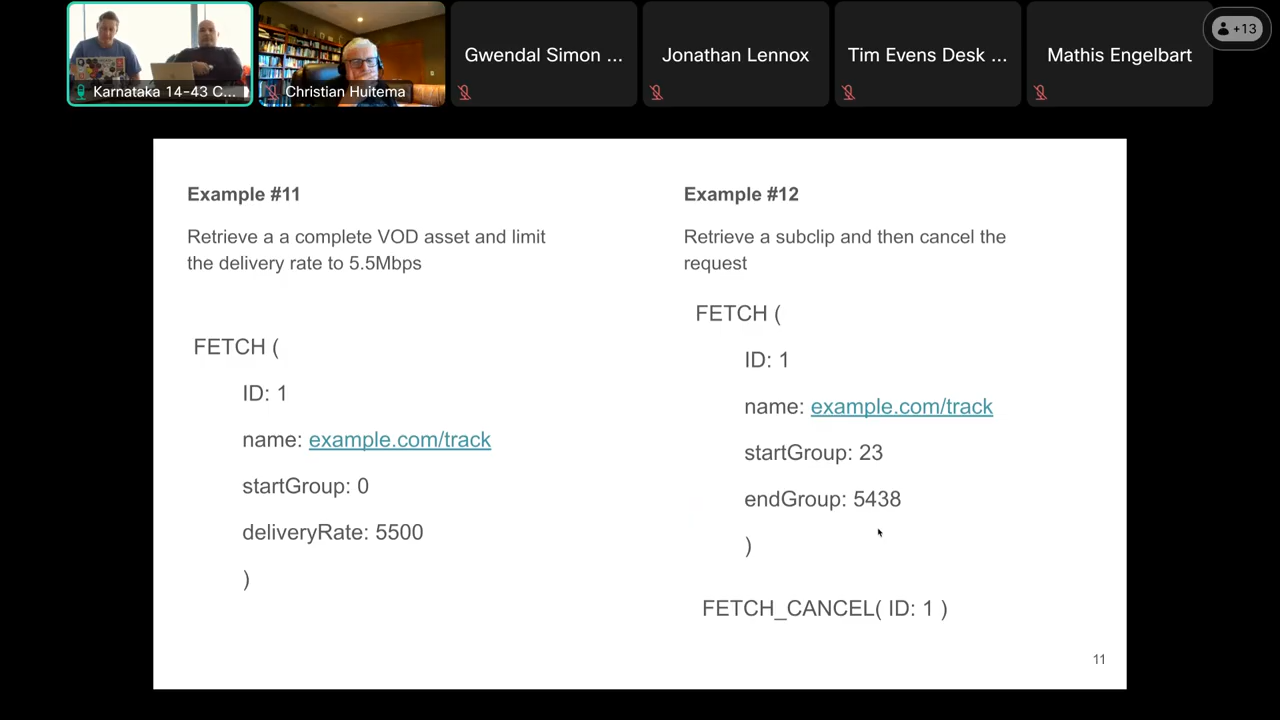 Karnataka 14-43 C...
Christian Huitema
Gwendal Simon ...
Jonathan Lennox
Tim Evens Desk ...
Mathis Engelbart
+13
Example #11
Retrieve a a complete VOD asset and limit
the delivery rate to 5.5Mbps
FETCH (
ID: 1
name: example.com/track
startGroup: 0
deliveryRate: 5500
)
Example #12
Retrieve a subclip and then cancel the
request
FETCH (
ID: 1
name: example.com/track
startGroup: 23
endGroup: 5438
)
FETCH_CANCEL( ID: 1 )
11